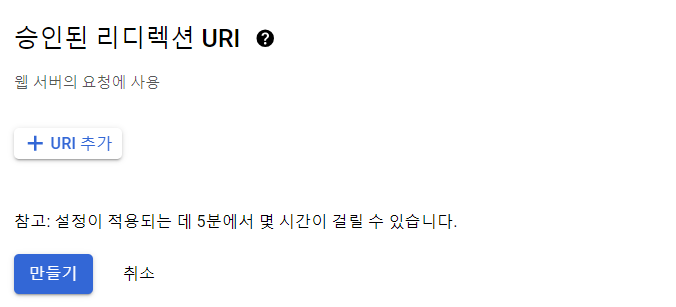 승인된 리디렉션 URI
웹 서버의 요청에 사용
+ URI 추가
참고: 설정이 적용되는 데 5분에서 몇 시간이 걸릴 수 있습니다.
만들기 취소